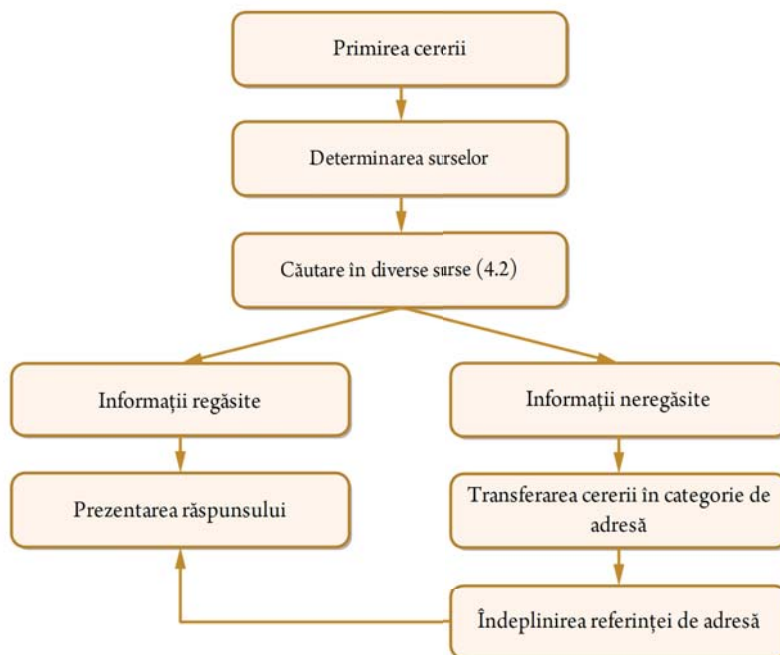 Primirea cererii
Determinarea surselor
Căutare în diverse surse (4.2)
Informații regăsite
Informații neregăsite
Prezentarea răspunsului
Transferarea cererii în categorie de
adresă
Îndeplinirea referinței de adresă